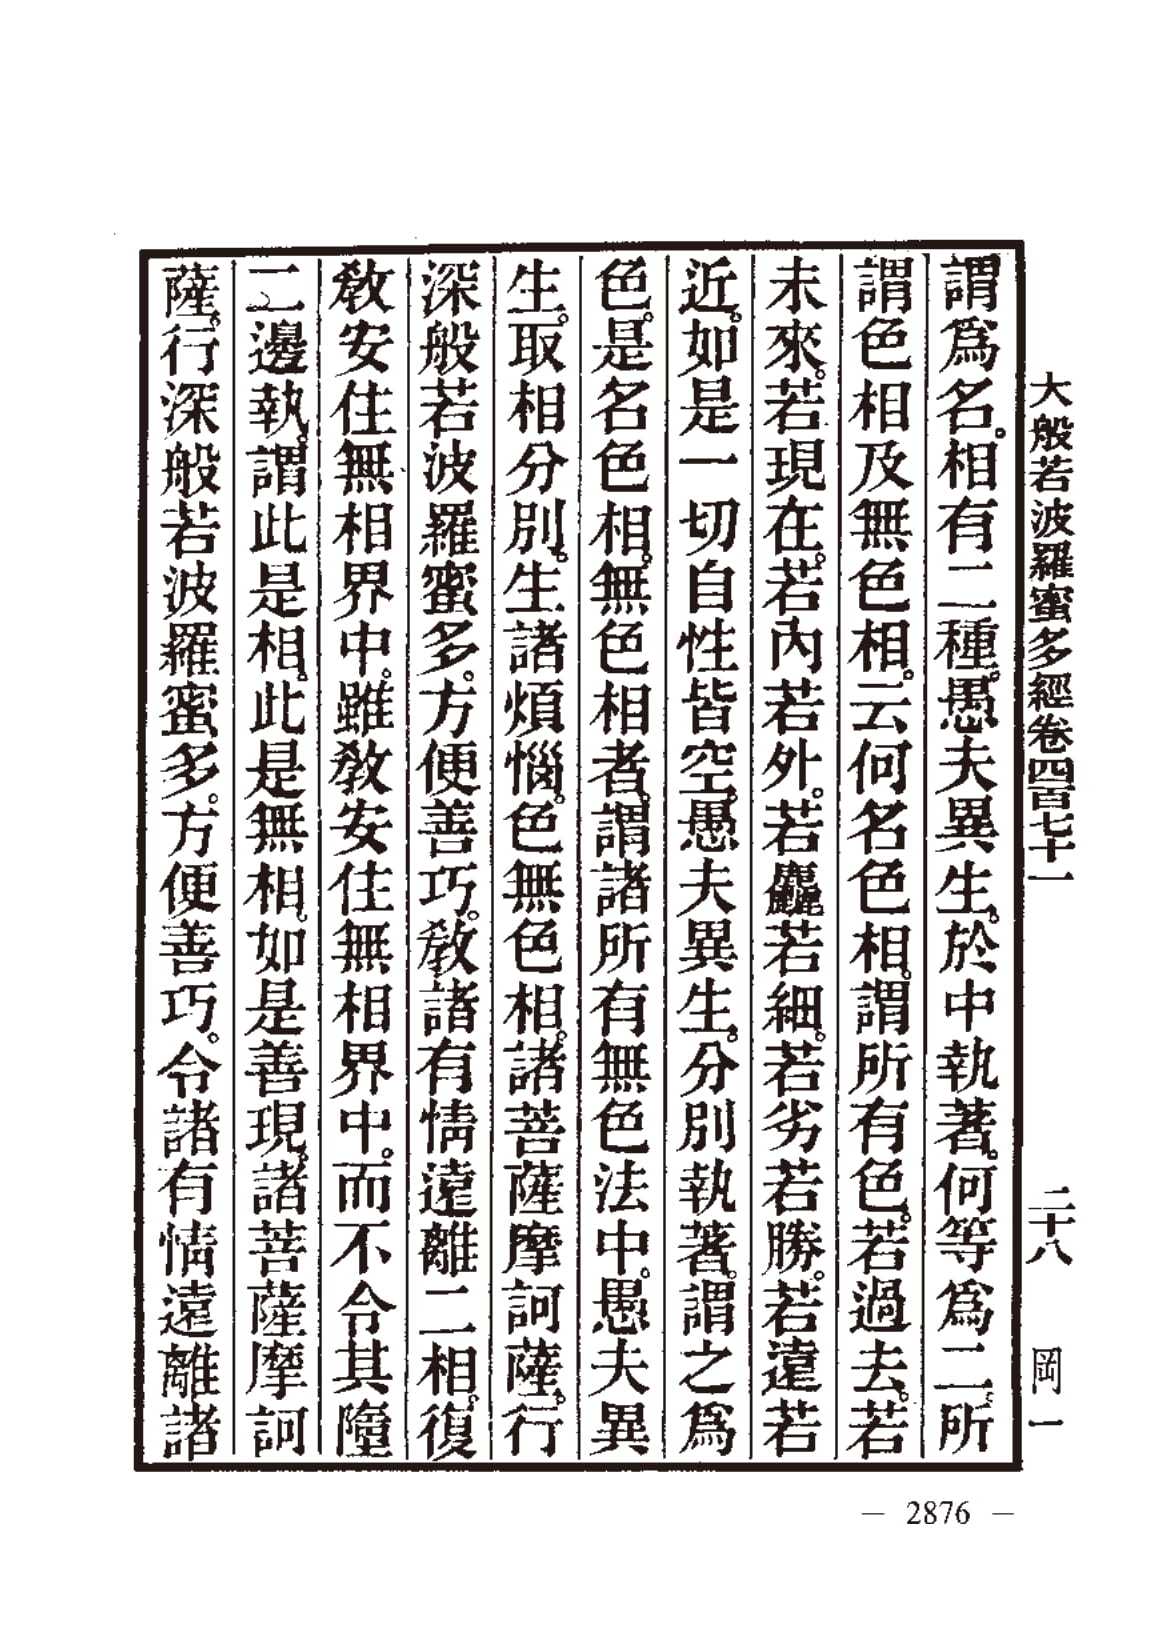 大般若波羅蜜多經卷四百七十一 二十八 岡一
謂爲名。相有二種。愚夫異生。於中執著。何等爲二。所
謂色相及無色相。云何名色相。謂所有色。若過去。若
未來。若現在。若內若外。若麤若細。若劣若勝。若遠若
近。如是一切自性皆空。愚夫異生。分別執著。謂之爲
色。是名色相。無色相者。謂諸所有無色法中。愚夫異
生。取相分別。生諸煩惱。色無色相。諸菩薩摩訶薩。行
深般若波羅蜜多。方便善巧。敎諸有情遠離二相。復
敎安住無相界中。雖敎安住無相界中。而不令其墮
二邊執。謂此是相。此是無相。如是善現。諸菩薩摩訶
薩。行深般若波羅蜜多。方便善巧。令諸有情遠離諸
— 2876 —